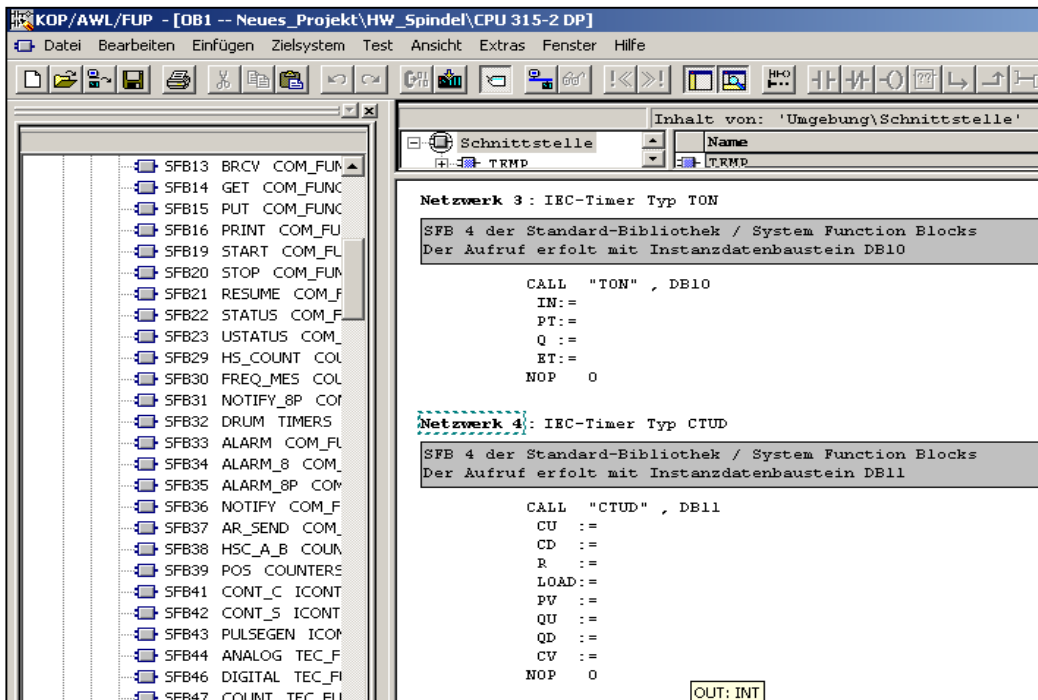 KOP/AWL/FUP - [OB1 -- Neues_Projekt\HW_Spindel\CPU 315-2 DP]
Datei Bearbeiten Einfügen Zielsystem Test Ansicht Extras Fenster Hilfe
Inhalt von: 'Umgebung\Schnittstelle'
Schnittstelle
Name
TEMP
TEMP
SFB13 BRCV COM_FUN
SFB14 GET COM_FUNC
SFB15 PUT COM_FUNC
SFB16 PRINT COM_FU
SFB19 START COM_FU
SFB20 STOP COM_FUN
SFB21 RESUME COM_F
SFB22 STATUS COM_F
SFB23 USTATUS COM_
SFB29 HS_COUNT COU
SFB30 FREQ_MES COU
SFB31 NOTIFY_8P COM
SFB32 DRUM TIMERS
SFB33 ALARM COM_FU
SFB34 ALARM_8 COM_
SFB35 ALARM_8P COM
SFB36 NOTIFY COM_F
SFB37 AR_SEND COM_
SFB38 HSC_A_B COUN
SFB39 POS COUNTERS
SFB41 CONT_C ICONT
SFB42 CONT_S ICONT
SFB43 PULSEGEN ICON
SFB44 ANALOG TEC_F
SFB46 DIGITAL TEC_FU
SFB47 COUNT TEC_FU
Netzwerk 3: IEC-Timer Typ TON
SFB 4 der Standard-Bibliothek / System Function Blocks
Der Aufruf erfolt mit Instanzdatenbaustein DB10
CALL "TON" , DB10
IN:=
PT:=
Q :=
ET:=
NOP 0
Netzwerk 4: IEC-Timer Typ CTUD
SFB 4 der Standard-Bibliothek / System Function Blocks
Der Aufruf erfolt mit Instanzdatenbaustein DB11
CALL "CTUD" , DB11
CU :=
CD :=
R :=
LOAD:=
PV :=
QU :=
QD :=
CV :=
NOP 0
OUT: INT